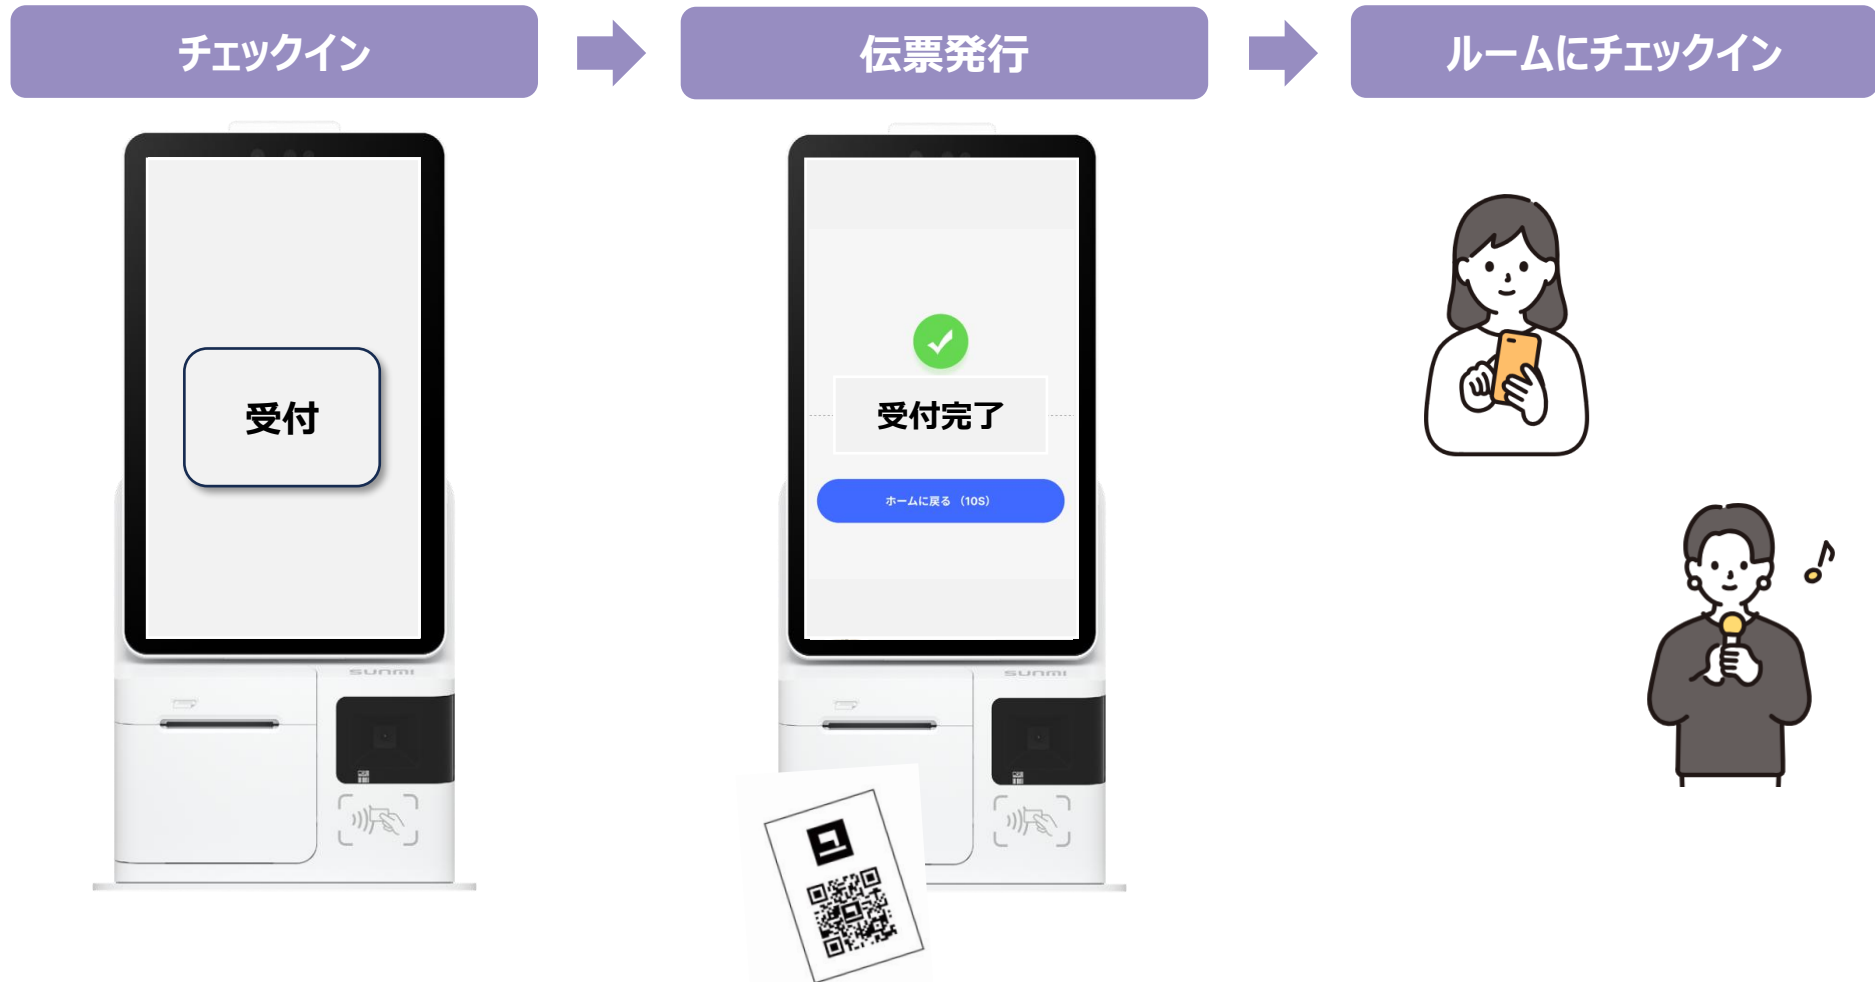 チェックイン
伝票発行
ルームにチェックイン
受付
受付完了
ホームに戻る （10S）
SUNMI
SUNMI